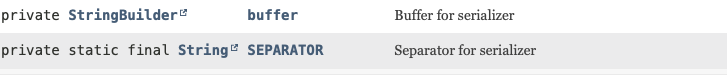 private StringBuilder buffer Buffer for serializer
private static final String SEPARATOR Separator for serializer